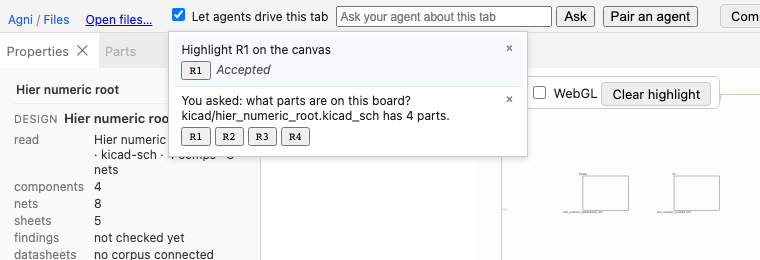 Agni / Files Open files... Let agents drive this tab Ask your agent about this tab Ask Pair an agent Com
Properties × Parts
Highlight R1 on the canvas ×
R1 Accepted
You asked: what parts are on this board? ×
kicad/hier_numeric_root.kicad_sch has 4 parts.
R1 R2 R3 R4
WebGL Clear highlight
Hier numeric root
DESIGN Hier numeric roo
read Hier numeric
· kicad-sch ·
nets
components 4
nets 8
sheets 5
findings not checked yet
datasheets no corpus connected